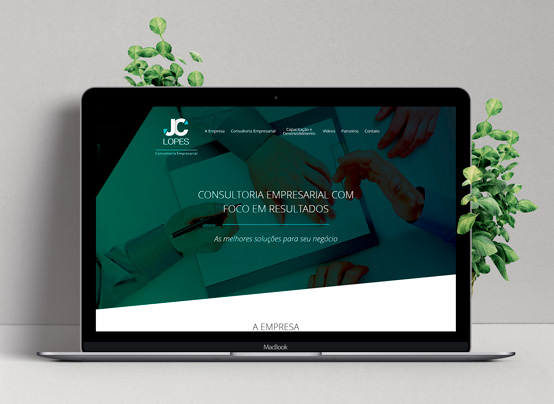 JC
LOPES
Consultoria Empresarial
A Empresa
Consultoria Empresarial
Capacitação e
Desenvolvimento
Vídeos
Parceiros
Contato
CONSULTORIA EMPRESARIAL COM
FOCO EM RESULTADOS
As melhores soluções para seu negócio
A EMPRESA
MacBook